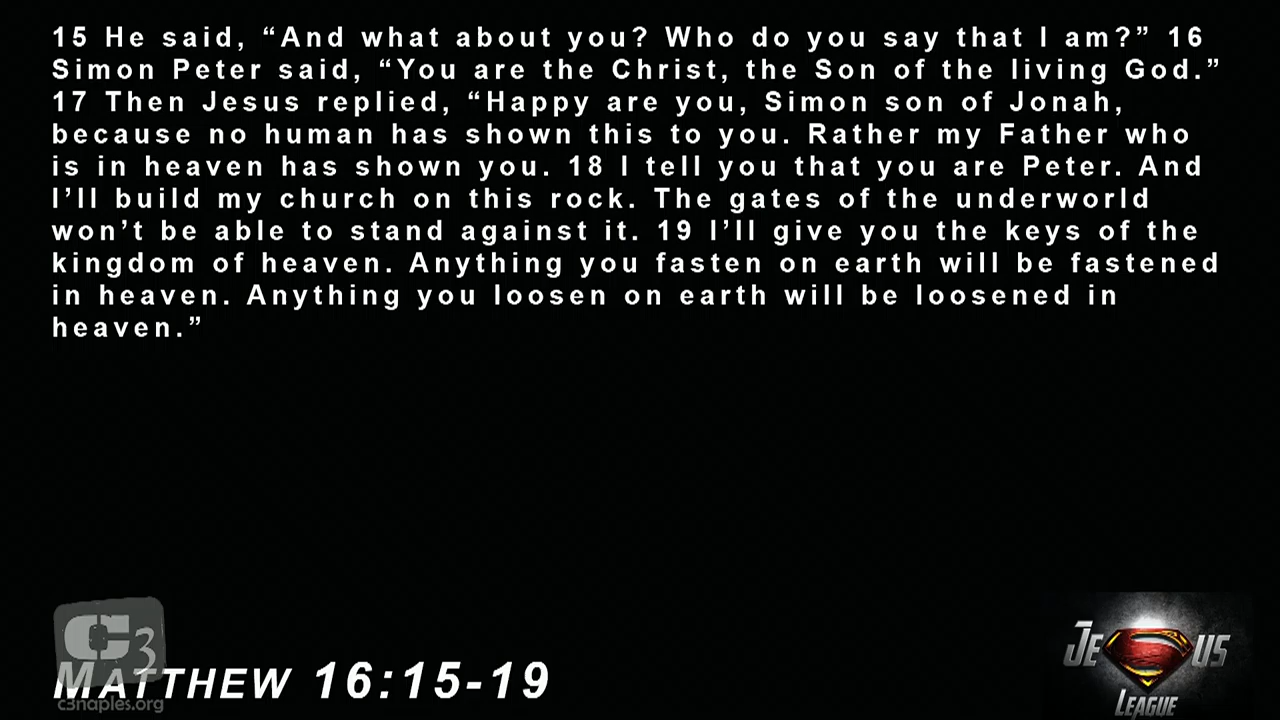 15 He said, “And what about you? Who do you say that I am?” 16
Simon Peter said, “You are the Christ, the Son of the living God.”
17 Then Jesus replied, “Happy are you, Simon son of Jonah,
because no human has shown this to you. Rather my Father who
is in heaven has shown you. 18 I tell you that you are Peter. And
I’ll build my church on this rock. The gates of the underworld
won’t be able to stand against it. 19 I’ll give you the keys of the
kingdom of heaven. Anything you fasten on earth will be fastened
in heaven. Anything you loosen on earth will be loosened in
heaven.”
C3
MATTHEW 16:15-19
c3naples.org
JESUS
LEAGUE